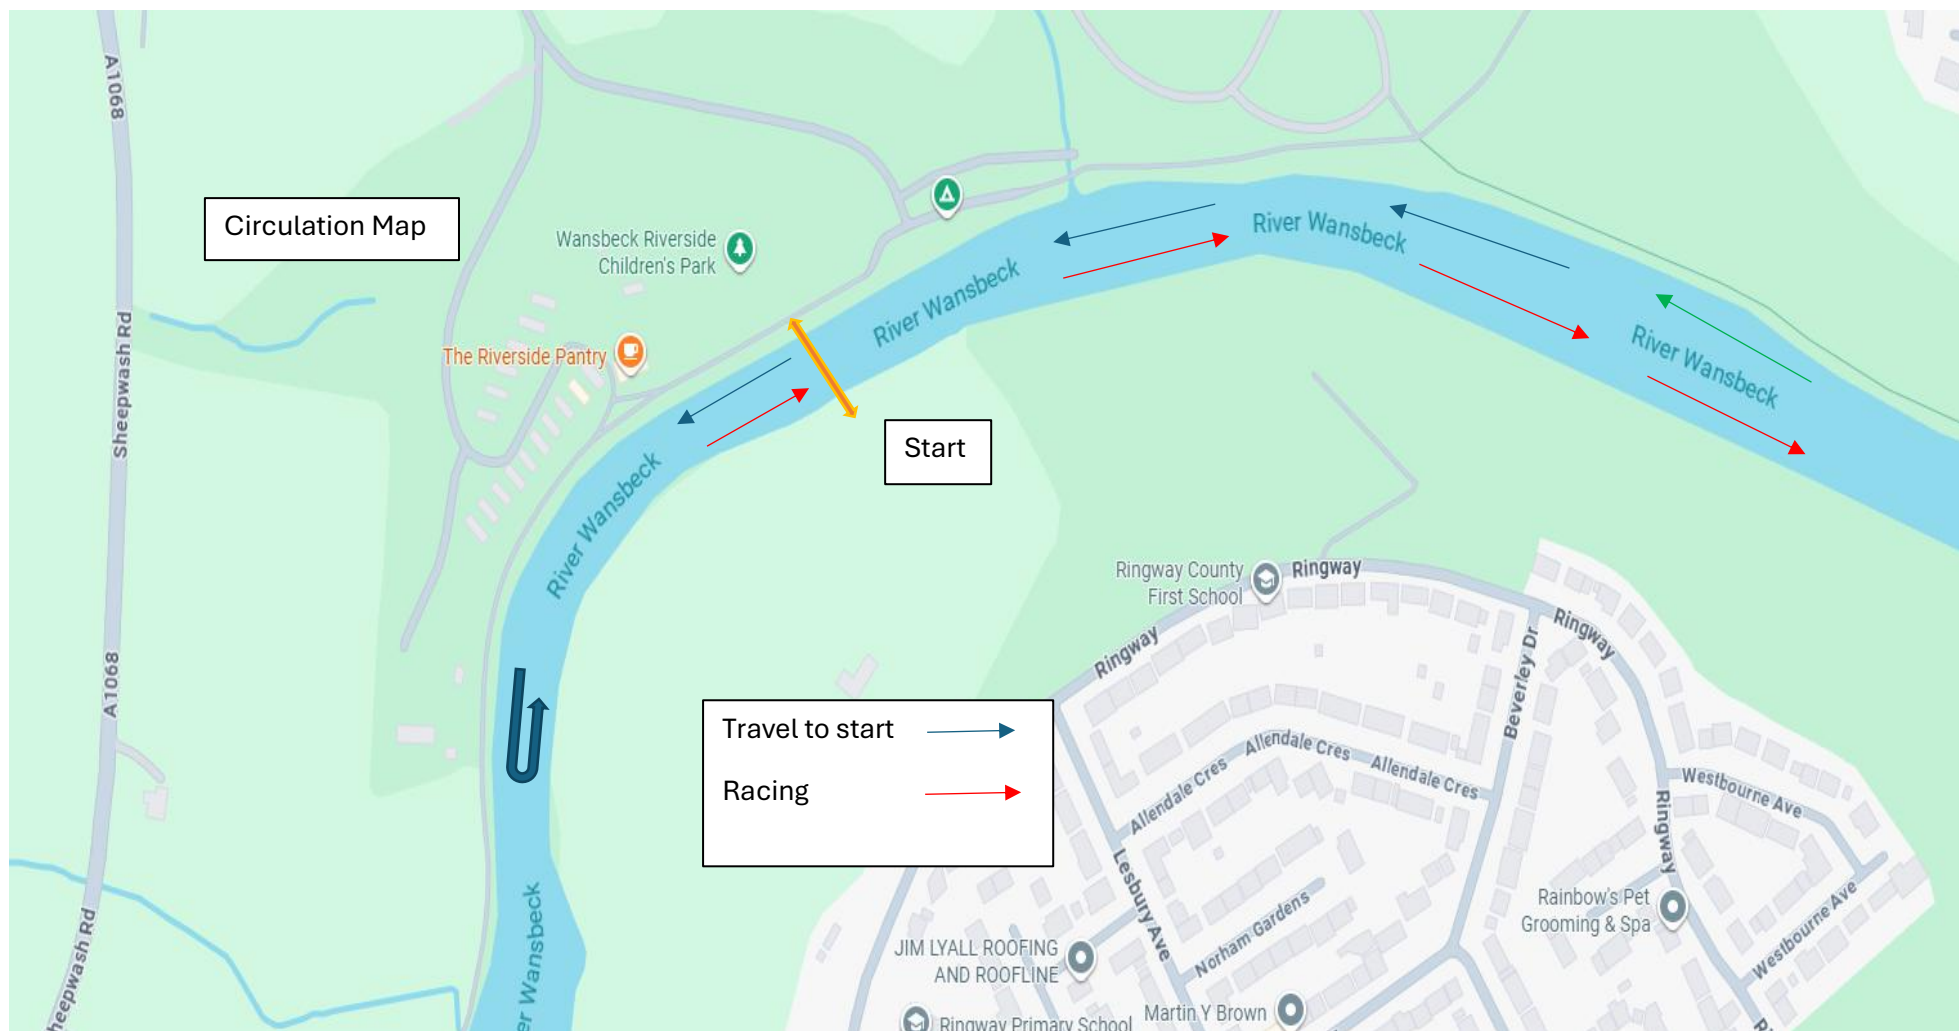 A1068
Circulation Map
Wansbeck Riverside
Children's Park
River Wansbeck
River Wansbeck
River Wansbeck
The Riverside Pantry
Sheepwash Rd
Start
River Wansbeck
Ringway County
First School
Ringway
Ringway
Ringway
Beverley Dr
A1068
Travel to start
Racing
Allendale Cres
Allendale Cres
Allendale Cres
Westbourne Ave
Ringway
Lesbury Ave
Norham Gardens
Rainbow's Pet
Grooming & Spa
Westbourne Ave
heepwash Rd
er Wansbeck
JIM LYALL ROOFING
AND ROOFLINE
Martin Y Brown
Ringway Primary School